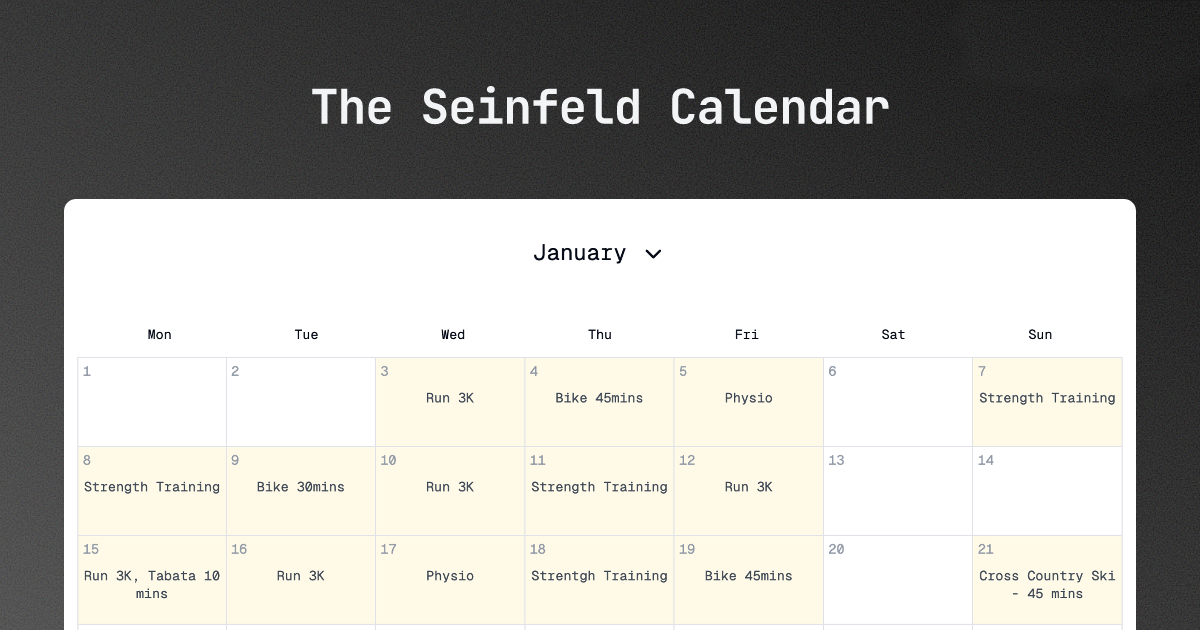 The Seinfeld Calendar
January
Mon Tue Wed Thu Fri Sat Sun
1 2 3 4 5 6 7
Run 3K Bike 45mins Physio Strength Training
8 9 10 11 12 13 14
Strength Training Bike 30mins Run 3K Strength Training Run 3K
15 16 17 18 19 20 21
Run 3K, Tabata 10 Run 3K Physio Strentgh Training Bike 45mins Cross Country Ski
mins - 45 mins